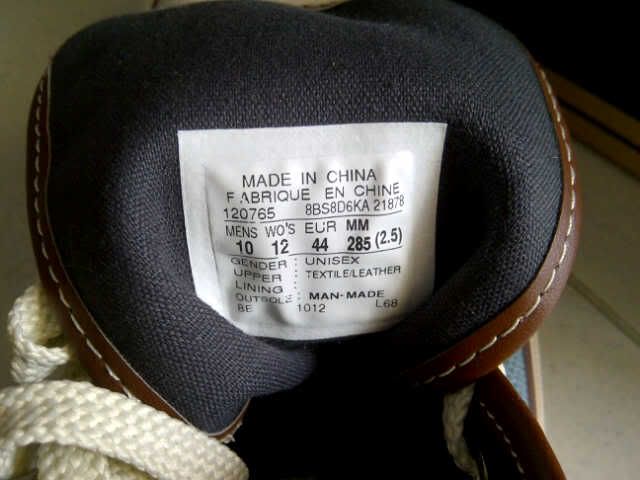 MADE IN CHINA
FABRIQUE EN CHINE
120765 8BS8D6KA 21878
MENS WO'S EUR MM
10 12 44 285 (2.5)
GENDER : UNISEX
UPPER : TEXTILE/LEATHER
LINING :
OUTSOLE : MAN-MADE
BE 1012 L68